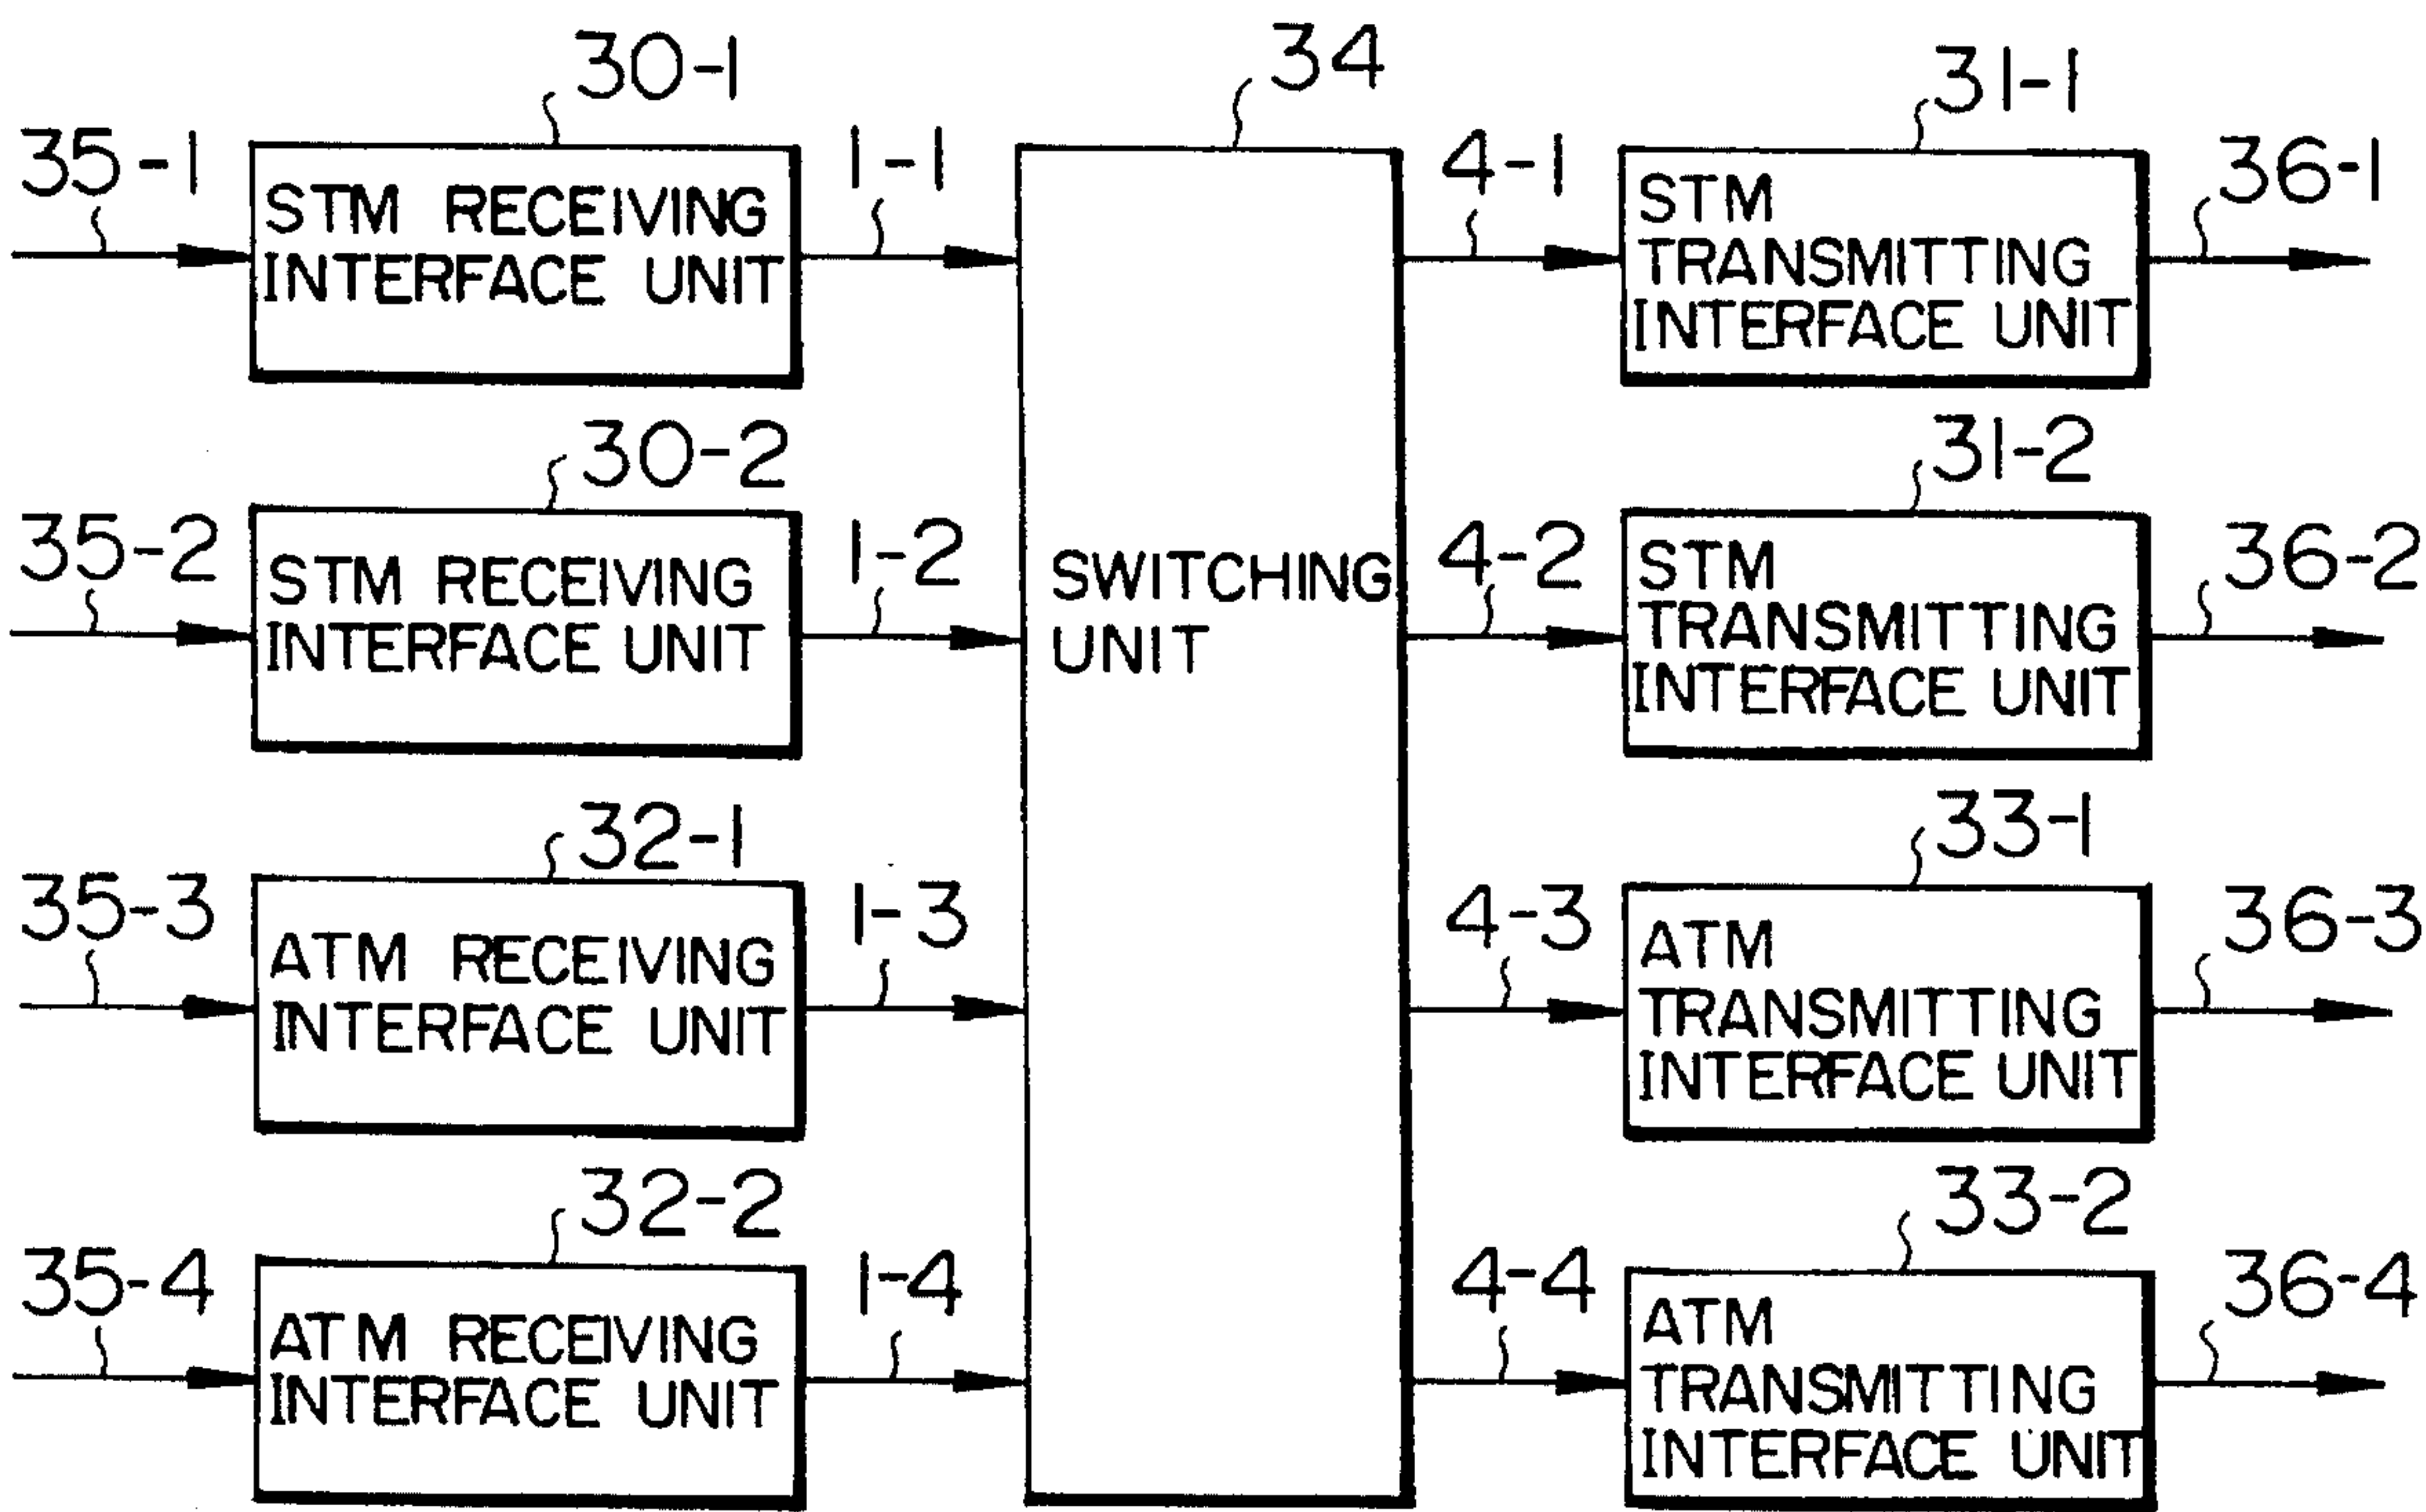 30-1
34
31-1
35-1
1-1
4-1
36-1
STM RECEIVING
INTERFACE UNIT
STM
TRANSMITTING
INTERFACE UNIT
30-2
31-2
35-2
1-2
4-2
36-2
STM RECEIVING
INTERFACE UNIT
SWITCHING
UNIT
STM
TRANSMITTING
INTERFACE UNIT
32-1
33-1
35-3
1-3
4-3
36-3
ATM RECEIVING
INTERFACE UNIT
ATM
TRANSMITTING
INTERFACE UNIT
32-2
33-2
35-4
1-4
4-4
36-4
ATM RECEIVING
INTERFACE UNIT
ATM
TRANSMITTING
INTERFACE UNIT